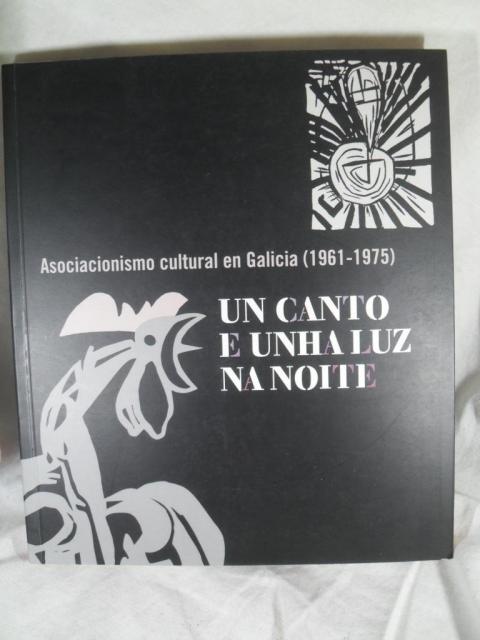 Asociacionismo cultural en Galicia (1961-1975)
UN CANTO
E UNHA LUZ
NA NOITE